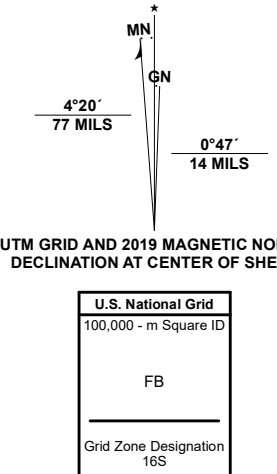 MN
GN
4°20´
77 MILS
0°47´
14 MILS
UTM GRID AND 2019 MAGNETIC NO
DECLINATION AT CENTER OF SHE
U.S. National Grid
100,000 - m Square ID
FB
Grid Zone Designation
16S